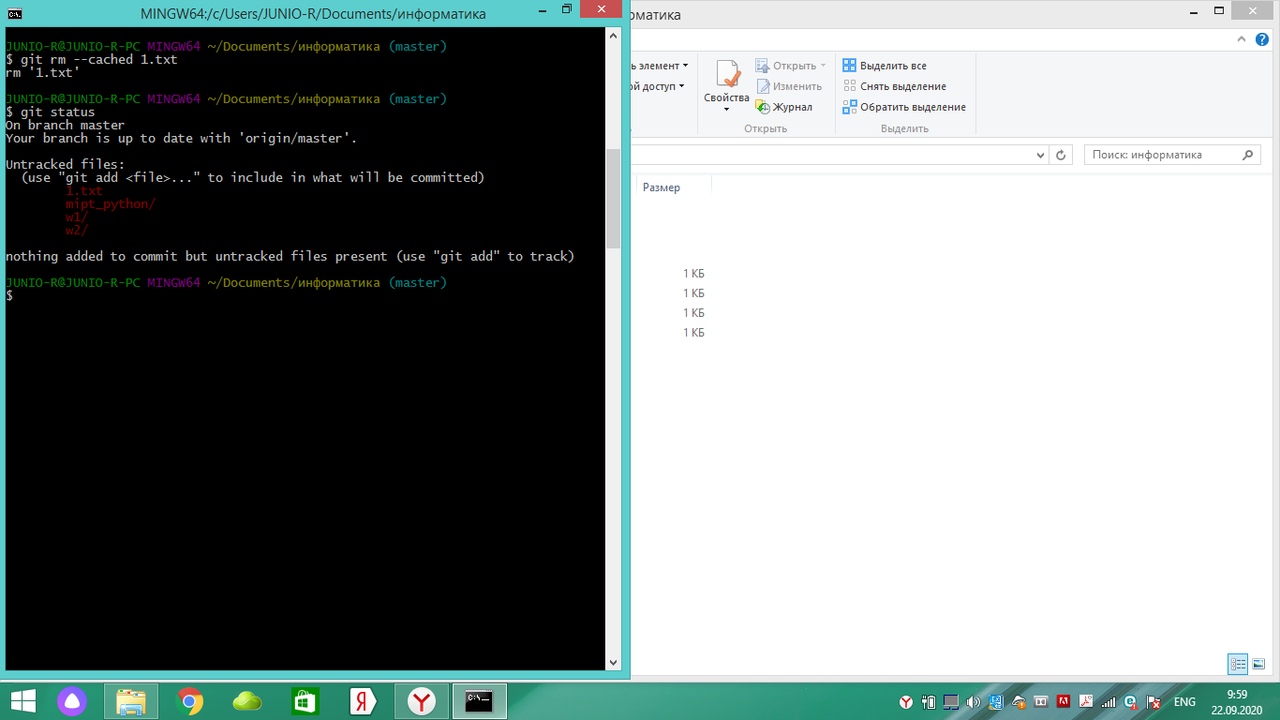 MINGW64:/c/Users/JUNIO-R/Documents/информатика
JUNIO-R@JUNIO-R-PC MINGW64 ~/Documents/информатика (master)
$ git rm --cached 1.txt
rm '1.txt'
JUNIO-R@JUNIO-R-PC MINGW64 ~/Documents/информатика (master)
$ git status
On branch master
Your branch is up to date with 'origin/master'.
Untracked files:
(use "git add <file>..." to include in what will be committed)
1.txt
mipt_python/
w1/
w2/
nothing added to commit but untracked files present (use "git add" to track)
JUNIO-R@JUNIO-R-PC MINGW64 ~/Documents/информатика (master)
$
рматика
ь элемент
Открыть
Выделить все
Изменить
Снять выделение
ой доступ
Свойства
Журнал
Обратить выделение
Открыть
Выделить
Поиск: информатика
Размер
1 КБ
1 КБ
1 КБ
1 КБ
ENG
9:59
22.09.2020